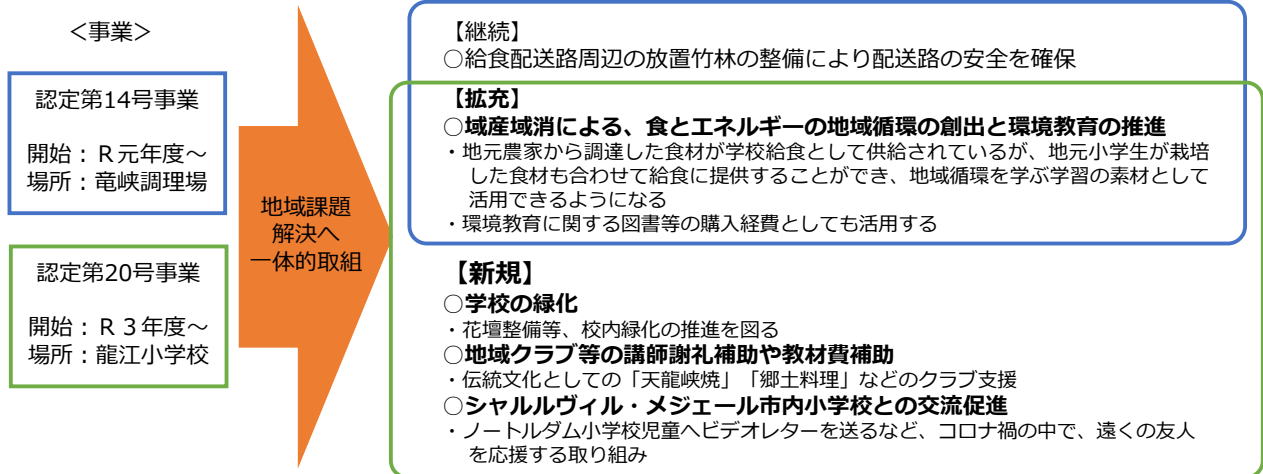 <事業>
認定第14号事業
開始：Ｒ元年度～
場所：竜峡調理場
認定第20号事業
開始：Ｒ３年度～
場所：龍江小学校
地域課題
解決へ
一体的取組
【継続】
○給食配送路周辺の放置竹林の整備により配送路の安全を確保
【拡充】
○域産域消による、食とエネルギーの地域循環の創出と環境教育の推進
・地元農家から調達した食材が学校給食として供給されているが、地元小学生が栽培
した食材も合わせて給食に提供することができ、地域循環を学ぶ学習の素材として
活用できるようになる
・環境教育に関する図書等の購入経費としても活用する
【新規】
○学校の緑化
・花壇整備等、校内緑化の推進を図る
○地域クラブ等の講師謝礼補助や教材費補助
・伝統文化としての「天龍峡焼」「郷土料理」などのクラブ支援
○シャルルヴィル・メジェール市内小学校との交流促進
・ノートルダム小学校児童へビデオレターを送るなど、コロナ禍の中で、遠くの友人
を応援する取り組み